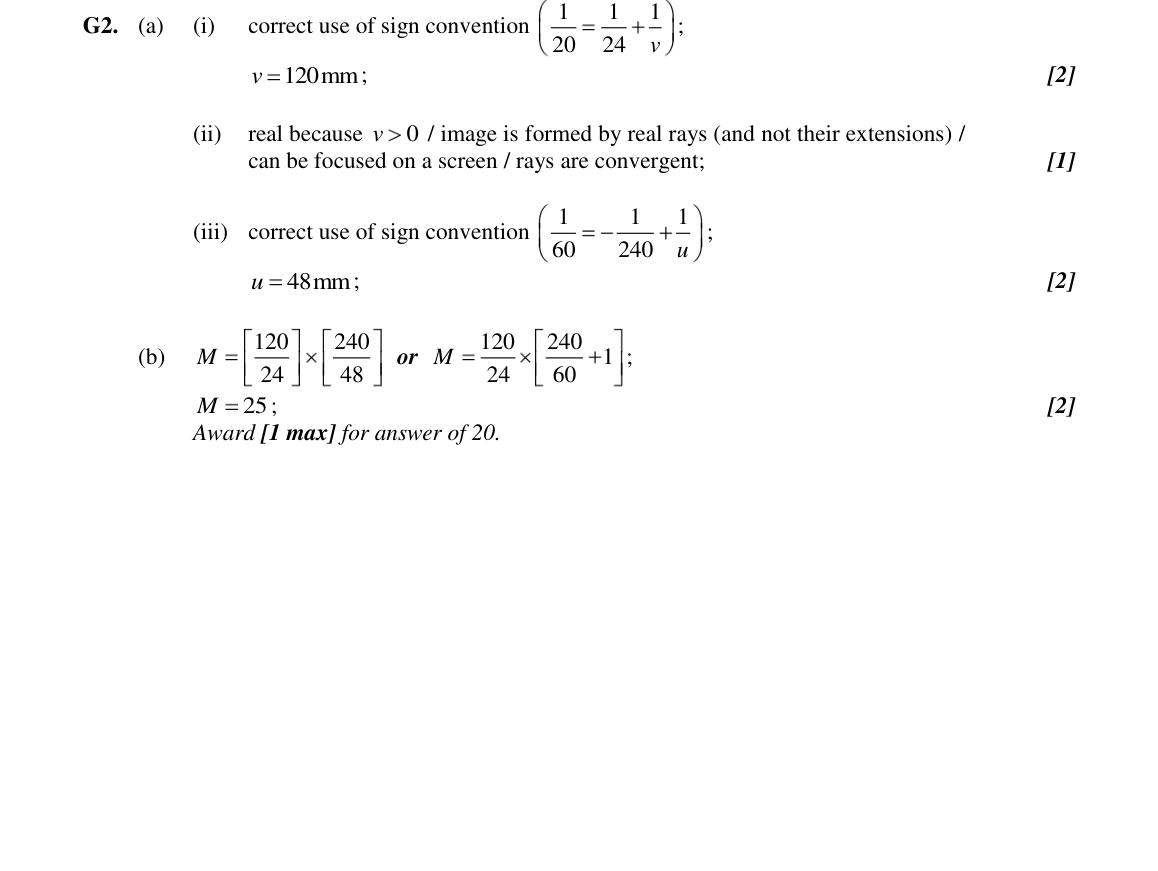 G2. (a) (i) correct use of sign convention (1/20 = 1/24 + 1/v);
v = 120 mm; [2]
(ii) real because v > 0 / image is formed by real rays (and not their extensions) /
can be focused on a screen / rays are convergent; [1]
(iii) correct use of sign convention (1/60 = −1/240 + 1/u);
u = 48 mm; [2]
(b) M = [120/24] × [240/48] or M = 120/24 × [240/60 + 1];
M = 25; [2]
Award [1 max] for answer of 20.